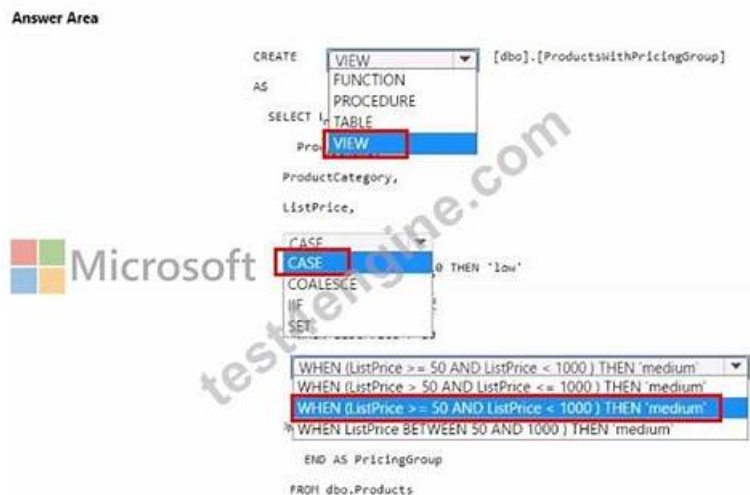 Answer Area
CREATE VIEW [dbo].[ProductsWithPricingGroup]
FUNCTION
AS
PROCEDURE
SELECT TABLE
VIEW
ProductCategory,
ListPrice,
CASE
CASE 0 THEN 'low'
COALESCE
IIF
SET
Microsoft
test4engine.com
WHEN (ListPrice >= 50 AND ListPrice < 1000 ) THEN 'medium'
WHEN (ListPrice > 50 AND ListPrice <= 1000 ) THEN 'medium'
WHEN (ListPrice >= 50 AND ListPrice < 1000 ) THEN 'medium'
WHEN ListPrice BETWEEN 50 AND 1000 ) THEN 'medium'
END AS PricingGroup
FROM dbo.Products